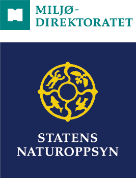 MILJØ-
DIREKTORATET
STATENS
NATUROPPSYN